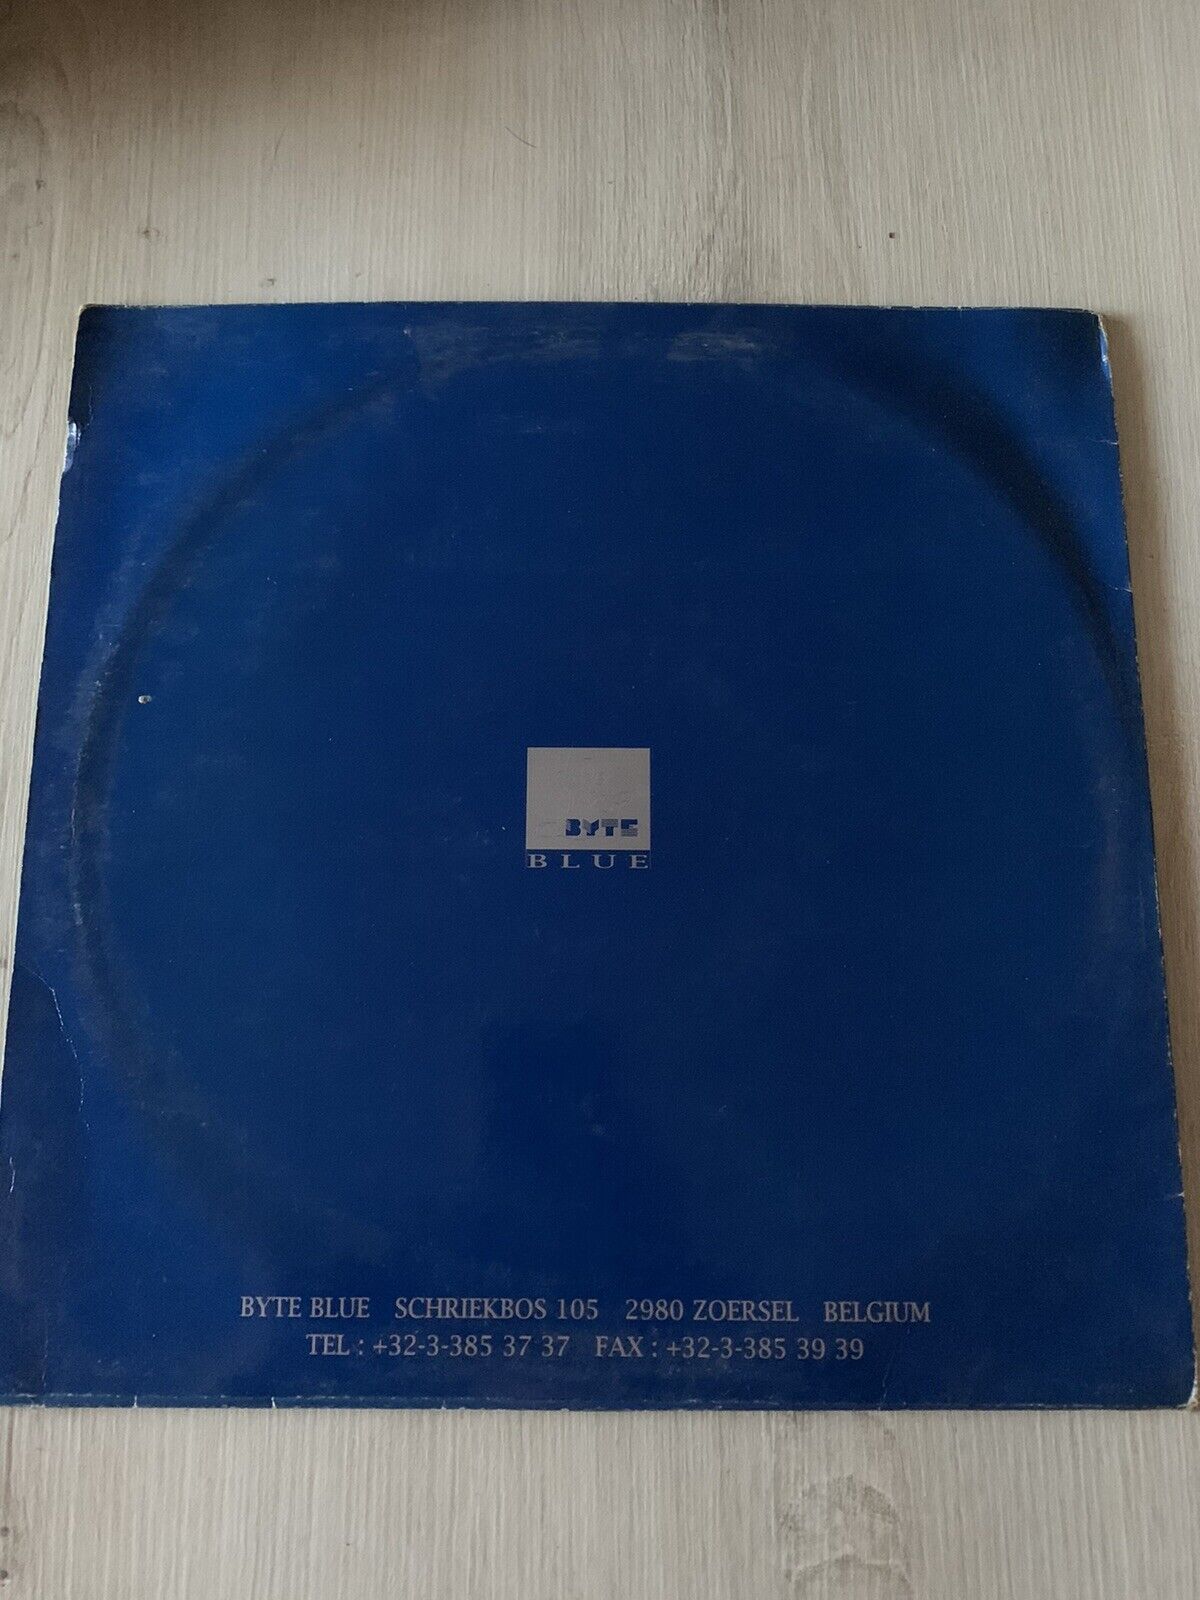 BYTE
BLUE
BYTE BLUE SCHRIEKBOS 105 2980 ZOERSEL BELGIUM
TEL : +32-3-385 37 37 FAX : +32-3-385 39 39